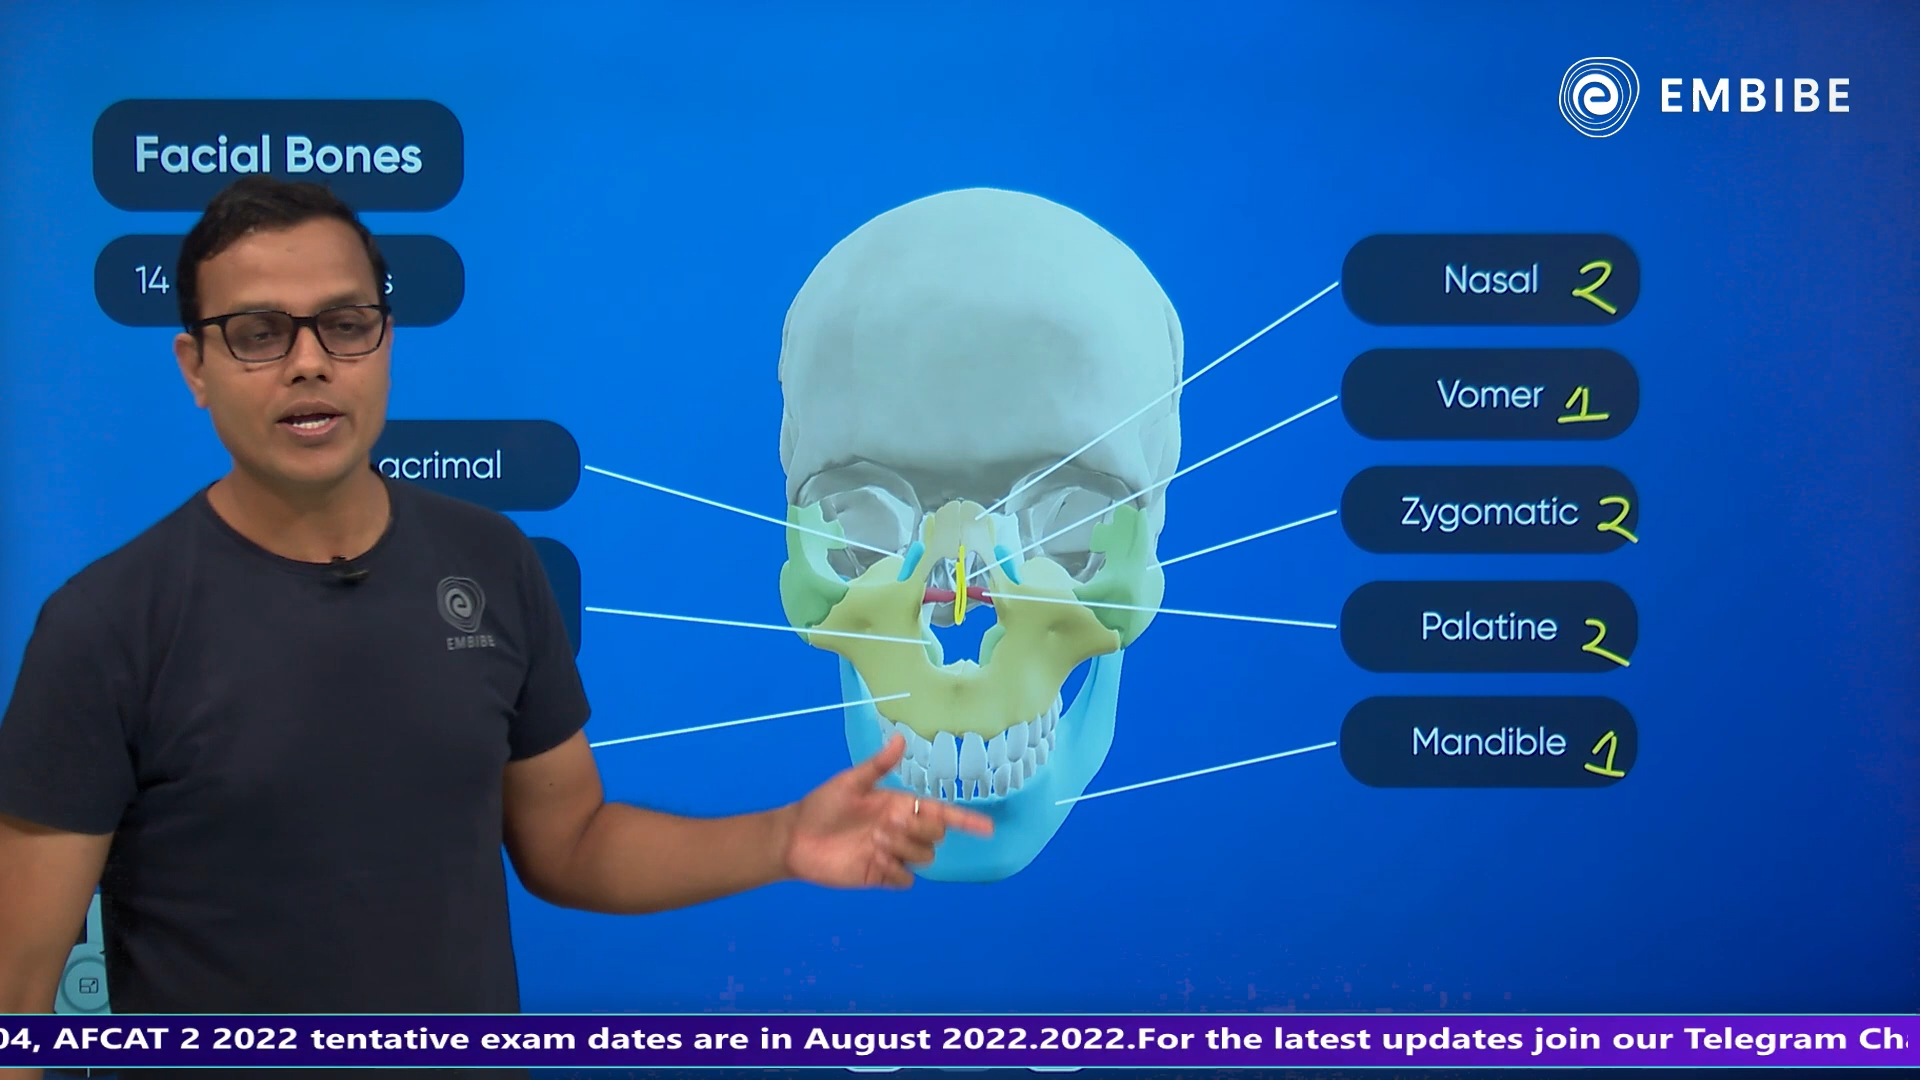 EMBIBE
Facial Bones
14
acrimal
Nasal 2
Vomer 1
Zygomatic 2
Palatine 2
Mandible 1
EMBIBE
04, AFCAT 2 2022 tentative exam dates are in August 2022.2022.For the latest updates join our Telegram Ch